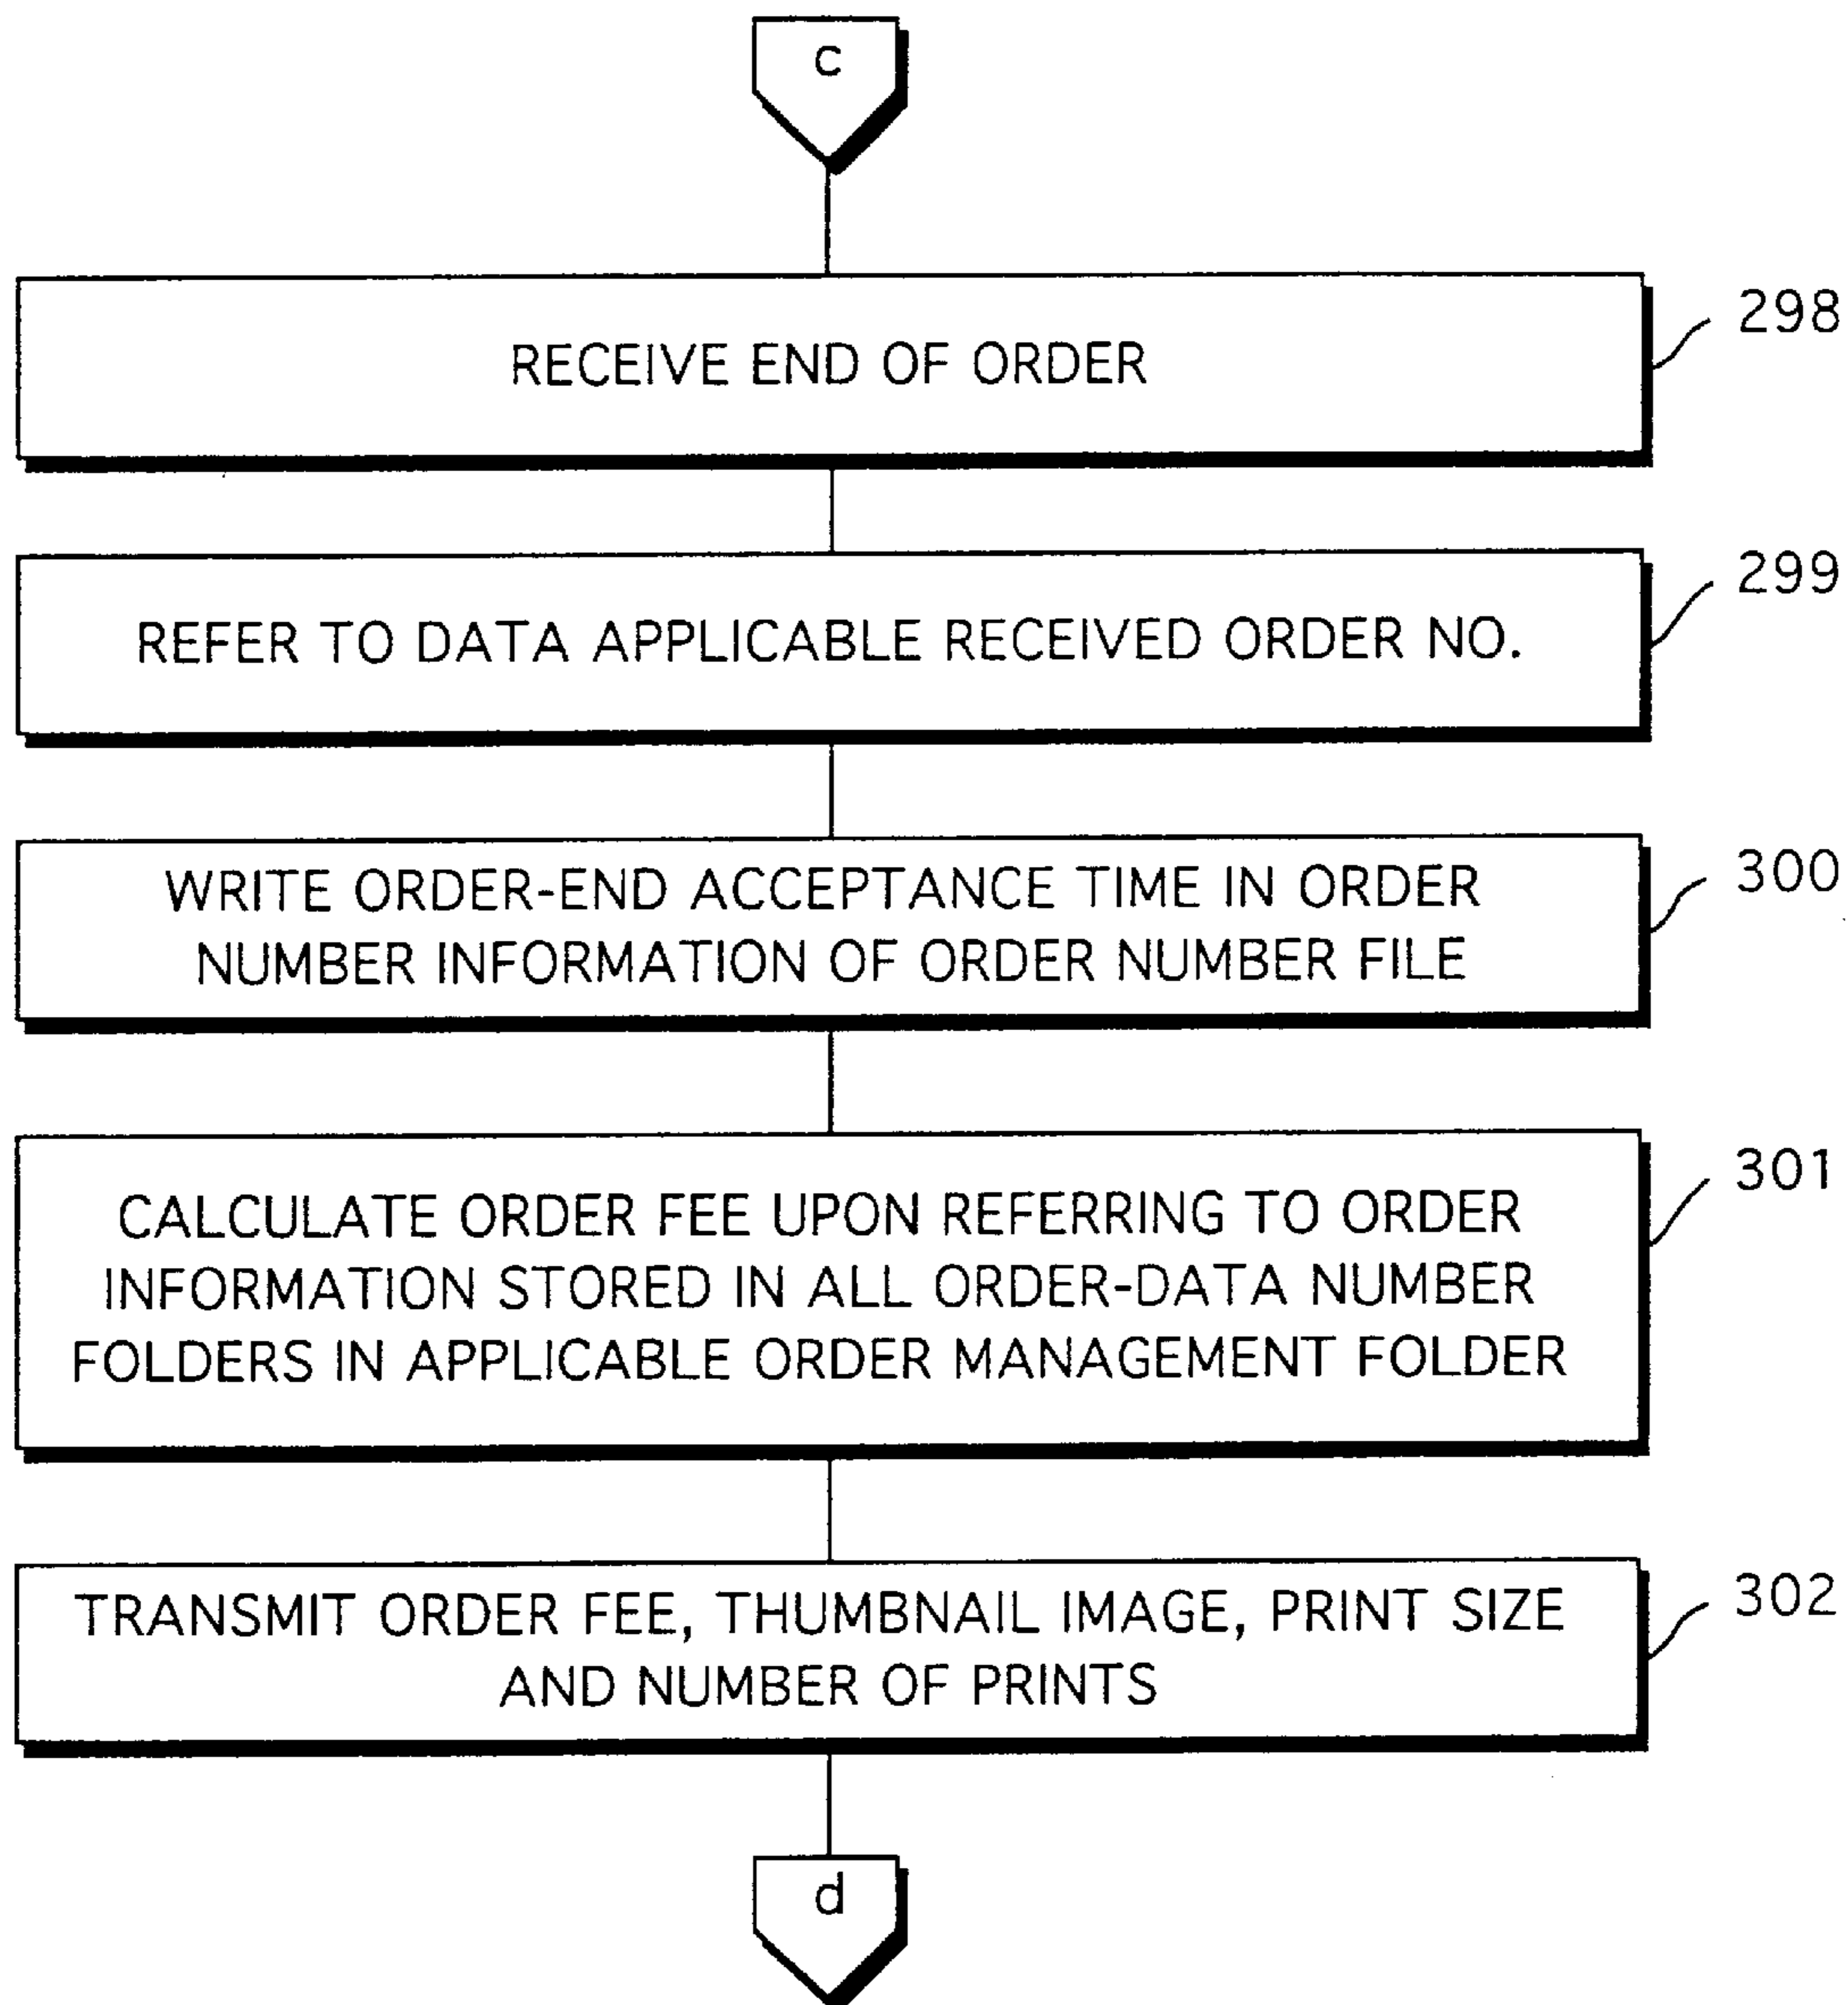 c
298
RECEIVE END OF ORDER
299
REFER TO DATA APPLICABLE RECEIVED ORDER NO.
300
WRITE ORDER-END ACCEPTANCE TIME IN ORDER
NUMBER INFORMATION OF ORDER NUMBER FILE
301
CALCULATE ORDER FEE UPON REFERRING TO ORDER
INFORMATION STORED IN ALL ORDER-DATA NUMBER
FOLDERS IN APPLICABLE ORDER MANAGEMENT FOLDER
302
TRANSMIT ORDER FEE, THUMBNAIL IMAGE, PRINT SIZE
AND NUMBER OF PRINTS
d